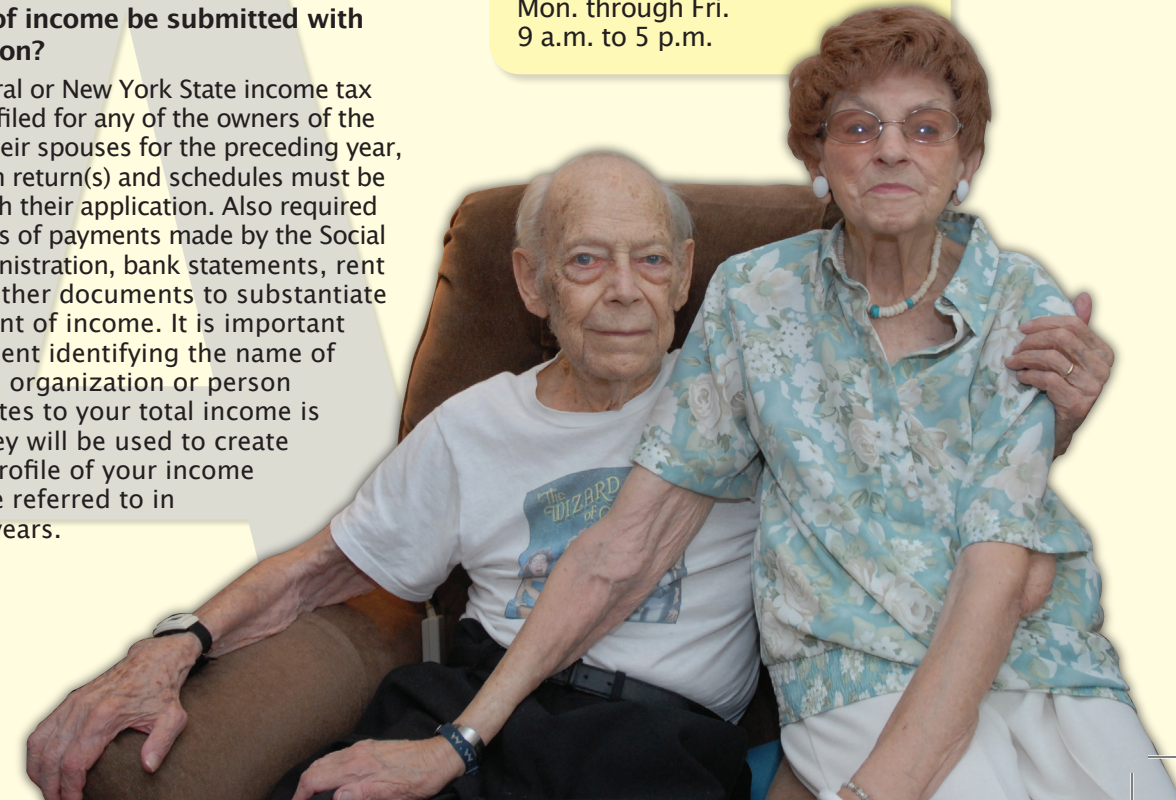 of income be submitted with
on?
ral or New York State income tax
filed for any of the owners of the
eir spouses for the preceding year,
n return(s) and schedules must be
h their application. Also required
s of payments made by the Social
nistration, bank statements, rent
ther documents to substantiate
nt of income. It is important
ent identifying the name of
organization or person
tes to your total income is
ey will be used to create
rofile of your income
e referred to in
years.
Mon. through Fri.
9 a.m. to 5 p.m.
The
WIZARD
of